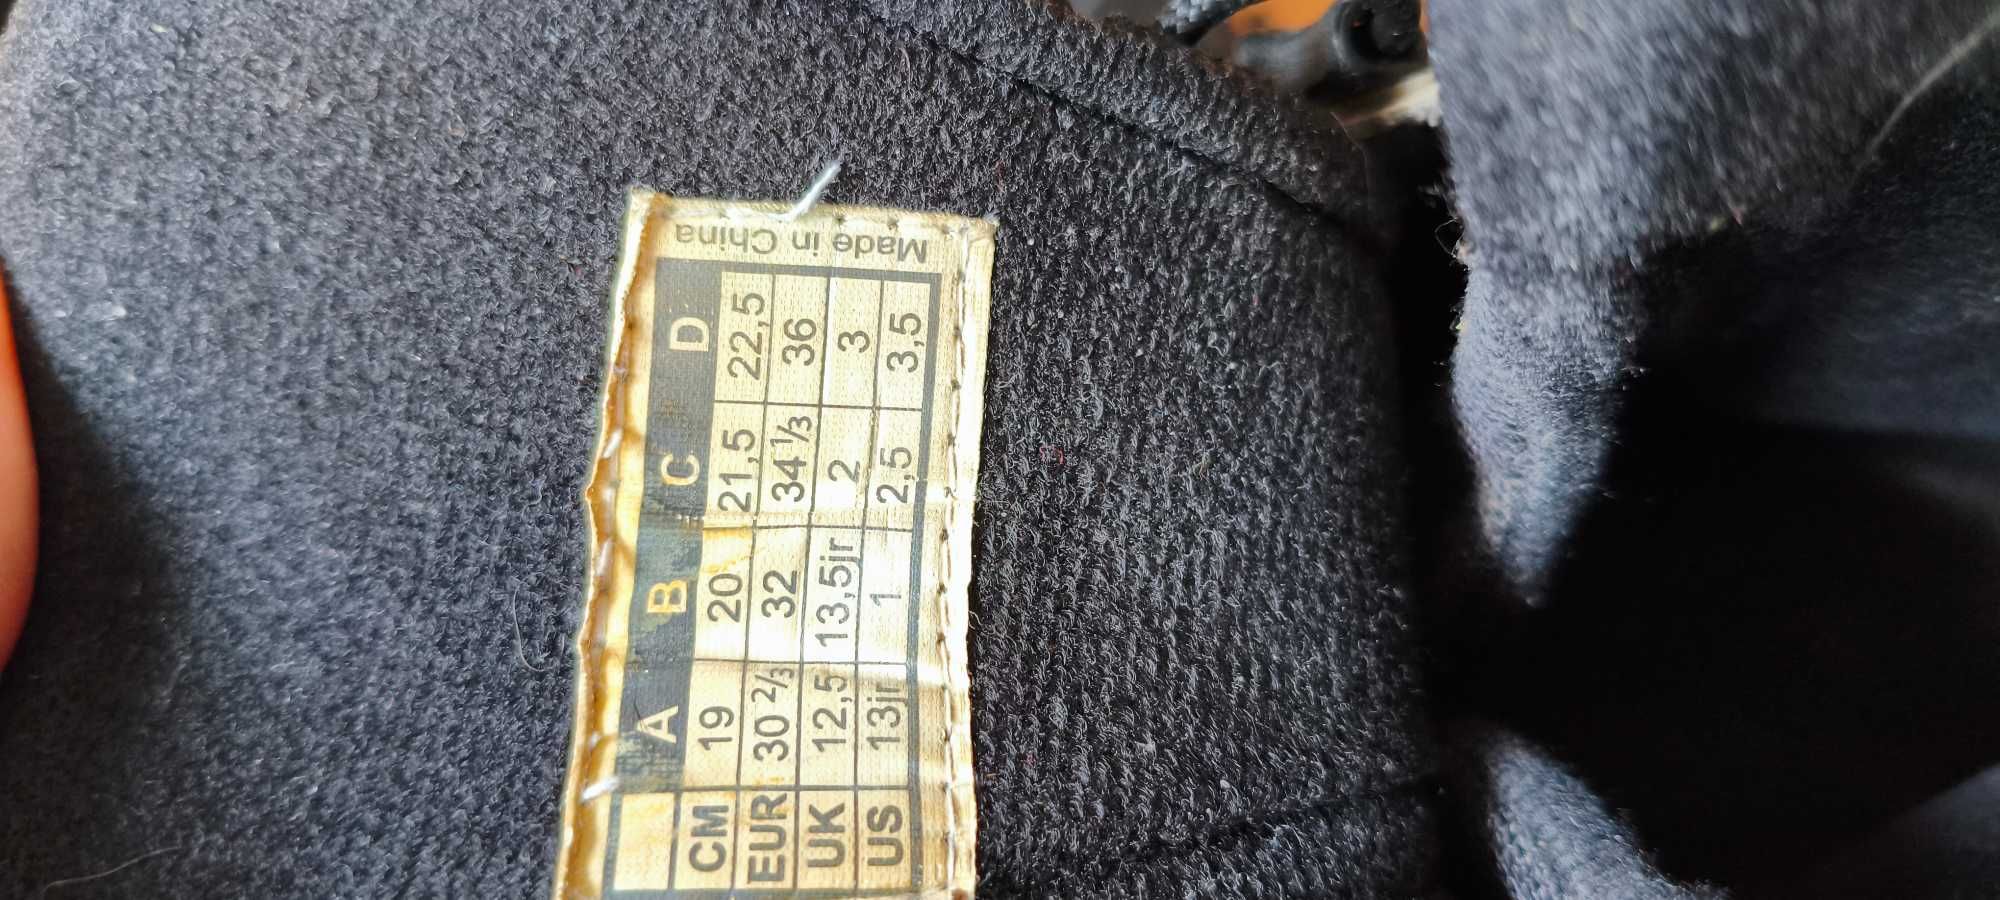 A B C D
CM 19 20 21,5 22,5
EUR 30 ⅔ 32 34 ⅓ 36
UK 12,5 13,5jr 2 3
US 13jr 1 2,5 3,5
Made in China